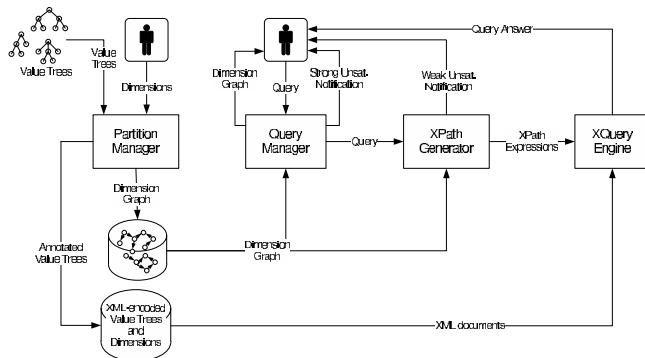 Query Answer
Value
Trees
Value Trees
Dimensions
Dimension
Graph
Query
Strong Unsat.
Notification
Weak Unsat.
Notification
Partition
Manager
Query
Manager
Query
XPath
Generator
XPath
Expressions
XQuery
Engine
Dimension
Graph
Annotated
Value Trees
Dimension
Graph
XML-encoded
Value Trees
and
Dimensions
XML documents